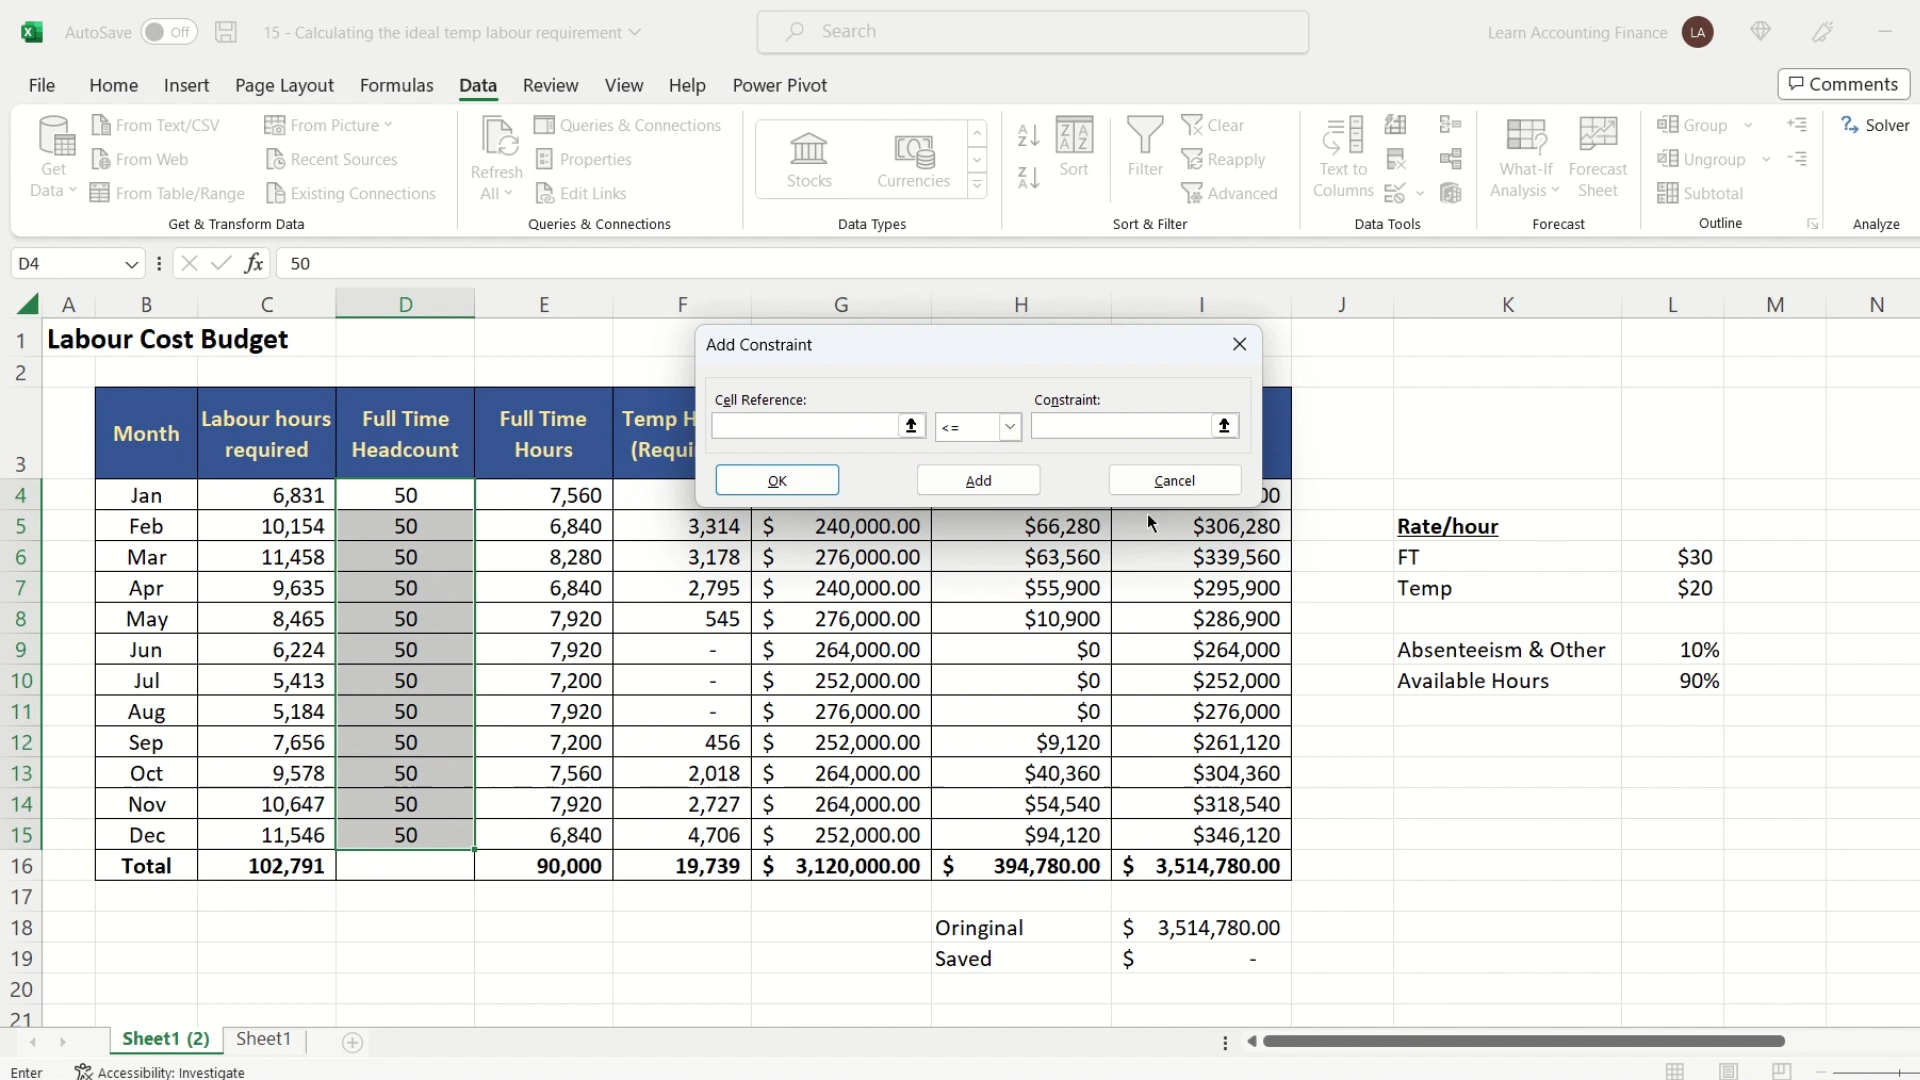 AutoSave Off 15 - Calculating the ideal temp labour requirement Search Learn Accounting Finance LA
File Home Insert Page Layout Formulas Data Review View Help Power Pivot Comments
Get Data From Text/CSV From Web From Table/Range From Picture Recent Sources Existing Connections
Get & Transform Data
Refresh All Queries & Connections Properties Edit Links
Queries & Connections
Stocks Currencies
Data Types
Sort Filter Clear Reapply Advanced
Sort & Filter
Text to Columns
Data Tools
What-If Analysis Forecast Sheet
Forecast
Group Ungroup Subtotal
Outline
Solver
Analyze
D4 fx 50
A B C D E F G H I J K L M N
1 Labour Cost Budget
2
Add Constraint
Cell Reference: Constraint:
<=
OK Add Cancel
3 Month Labour hours required Full Time Headcount Full Time Hours
4 Jan 6,831 50 7,560
5 Feb 10,154 50 6,840 3,314 $ 240,000.00 $66,280 $306,280 Rate/hour
6 Mar 11,458 50 8,280 3,178 $ 276,000.00 $63,560 $339,560 FT $30
7 Apr 9,635 50 6,840 2,795 $ 240,000.00 $55,900 $295,900 Temp $20
8 May 8,465 50 7,920 545 $ 276,000.00 $10,900 $286,900
9 Jun 6,224 50 7,920 - $ 264,000.00 $0 $264,000 Absenteeism & Other 10%
10 Jul 5,413 50 7,200 - $ 252,000.00 $0 $252,000 Available Hours 90%
11 Aug 5,184 50 7,920 - $ 276,000.00 $0 $276,000
12 Sep 7,656 50 7,200 456 $ 252,000.00 $9,120 $261,120
13 Oct 9,578 50 7,560 2,018 $ 264,000.00 $40,360 $304,360
14 Nov 10,647 50 7,920 2,727 $ 264,000.00 $54,540 $318,540
15 Dec 11,546 50 6,840 4,706 $ 252,000.00 $94,120 $346,120
16 Total 102,791 90,000 19,739 $ 3,120,000.00 $ 394,780.00 $ 3,514,780.00
17
18 Oringinal $ 3,514,780.00
19 Saved $ -
20
21
Sheet1 (2) Sheet1
Enter Accessibility: Investigate